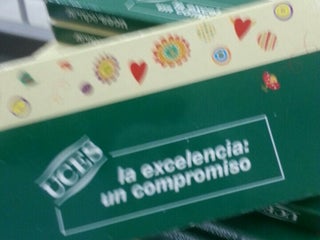 UCES
la excelencia:
un compromiso